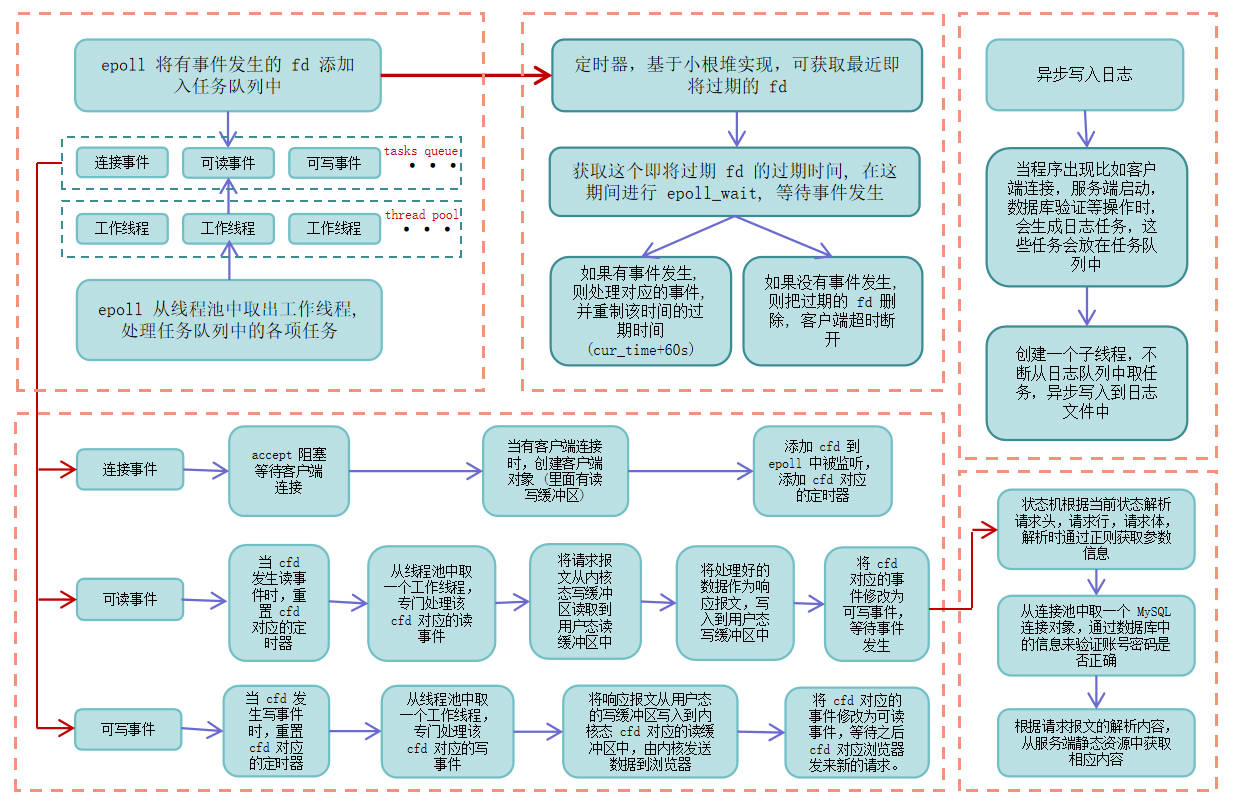 epoll 将有事件发生的 fd 添加
入任务队列中
连接事件
可读事件
可写事件
tasks queue
工作线程
工作线程
工作线程
thread pool
epoll 从线程池中取出工作线程,
处理任务队列中的各项任务
定时器，基于小根堆实现，可获取最近即
将过期的 fd
获取这个即将过期 fd 的过期时间，在这
期间进行 epoll_wait, 等待事件发生
如果有事件发生,
则处理对应的事件,
并重制该时间的过
期时间
(cur_time+60s)
如果没有事件发生,
则把过期的 fd 删
除, 客户端超时断
开
异步写入日志
当程序出现比如客户
端连接，服务端启动，
数据库验证等操作时，
会生成日志任务，这
些任务会放在任务队
列中
创建一个子线程，不
断从日志队列中取任
务，异步写入到日志
文件中
连接事件
accept 阻塞
等待客户端
连接
当有客户端连接
时，创建客户端
对象 (里面有读
写缓冲区)
添加 cfd 到
epoll 中被监听，
添加 cfd 对应
的定时器
可读事件
当 cfd
发生读事
件时，重
置 cfd
对应的定
时器
从线程池中取
一个工作线程，
专门处理该
cfd 对应的读
事件
将请求报
文从内核
态写缓冲
区读取到
用户态读
缓冲区中
将处理好的
数据作为响
应报文，写
入到用户态
写缓冲区中
将 cfd
对应的事
件修改为
可写事件，
等待事件
发生
可写事件
当 cfd 发
生写事件
时，重置
cfd 对应
的定时器
从线程池中取
一个工作线程，
专门处理该
cfd 对应的写
事件
将响应报文从用户态
的写缓冲区写入到内
核态 cfd 对应的读缓
冲区中，由内核发送
数据到浏览器
将 cfd 对应的
事件修改为可读
事件，等待之后
cfd 对应浏览器
发来新的请求。
状态机根据当前状态解析
请求头，请求行，请求体，
解析时通过正则获取参数
信息
从连接池中取一个 MySQL
连接对象，通过数据库中
的信息来验证账号密码是
否正确
根据请求报文的解析内容，
从服务端静态资源中获取
相应内容